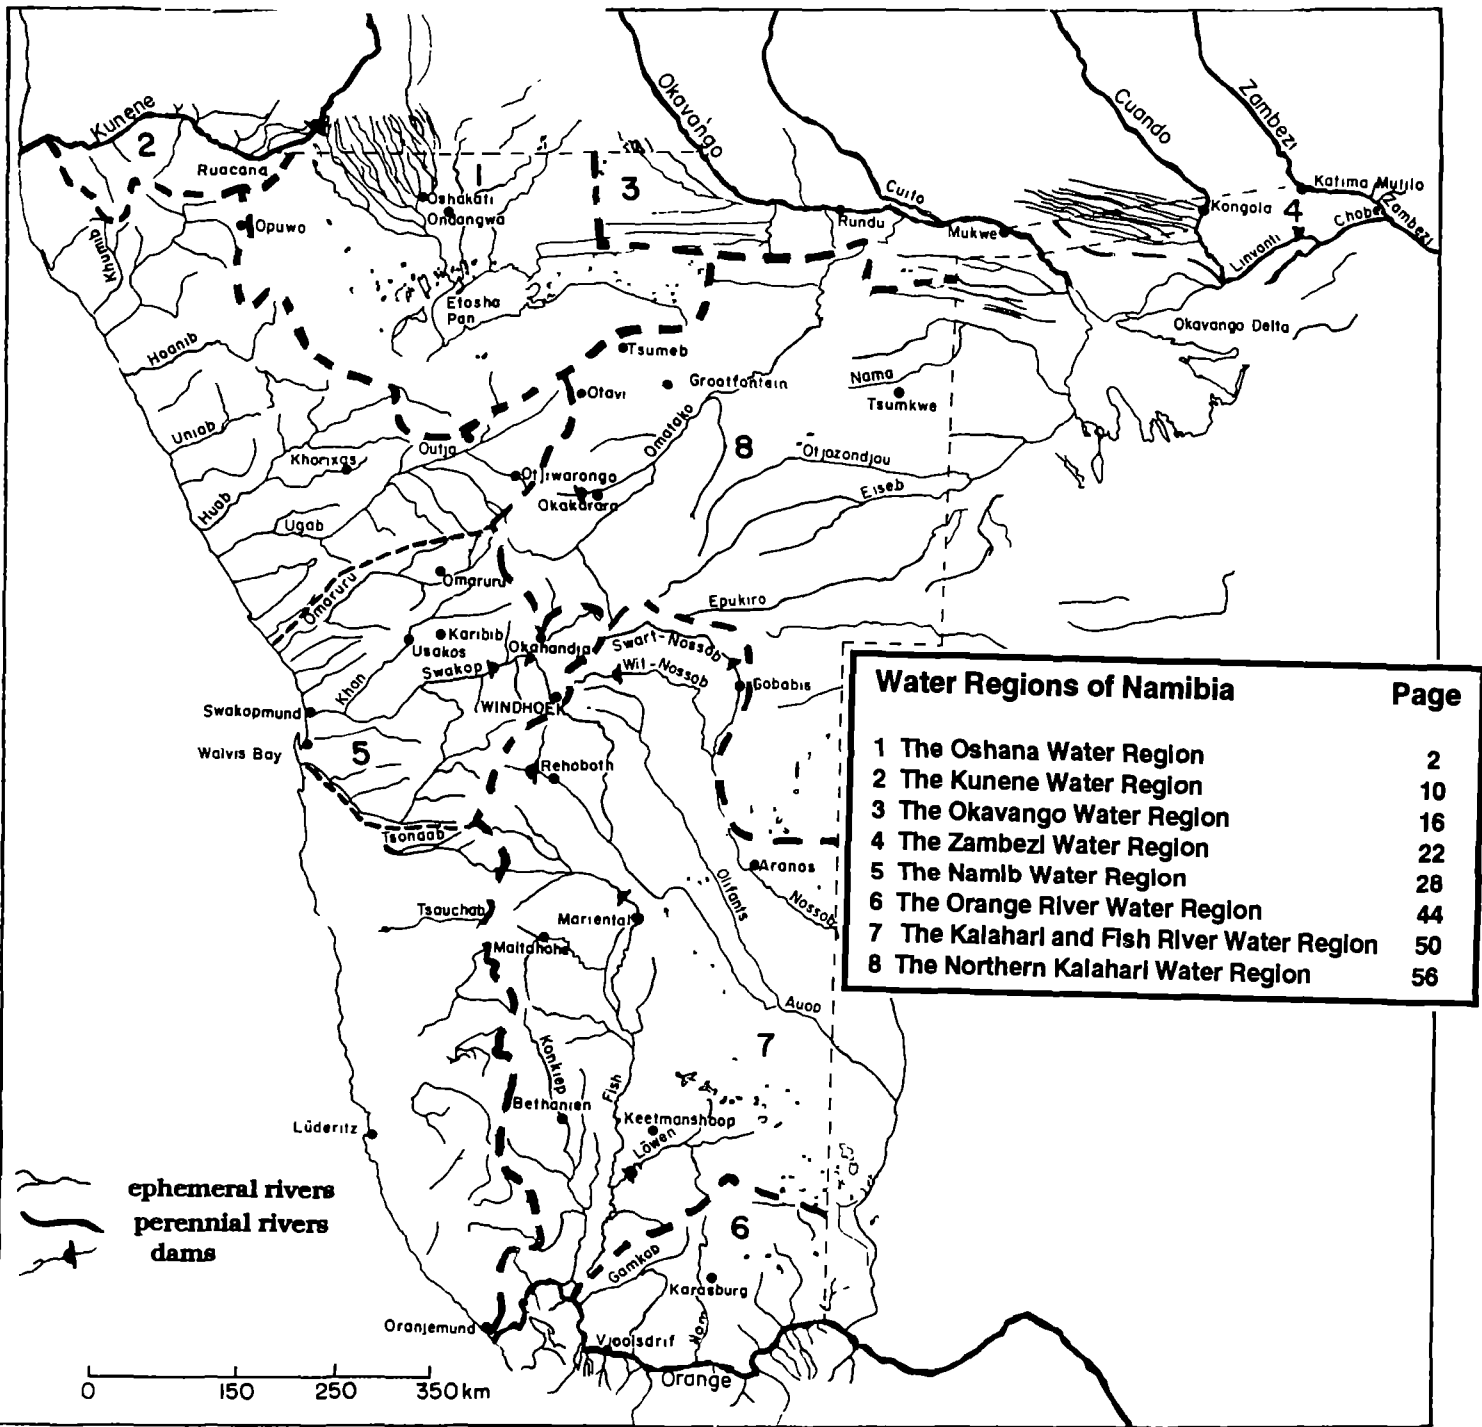 Kunene
2
Ruacana
Opuwo
Khumib
Oshakati
Ondangwa
1
3
Okavango
Cuito
Rundu
Mukwe
Cuando
Zambezi
Kongola
4
Katima Mulilo
Chobe
Zambezi
Linyanti
Okavango Delta
Etosha
Pan
Hoanib
Tsumeb
Otavi
Grootfontein
Nama
Tsumkwe
Uniab
Outjo
Omatako
8
Khorixas
Otjiwarongo
Otjozondjou
Huab
Okakarara
Eiseb
Ugab
Omaruru
Omaruru
Epukiro
Karibib
Usakos
Okahandja
Swart-Nossob
Swakop
Wit-Nossob
Khan
Gobabis
Swakopmund
WINDHOEK
Walvis Bay
5
Rehoboth
Tsondab
Aranos
Olifants
Nossob
Tsauchab
Mariental
Maltahöhe
Auob
7
Konkiep
Fish
Bethanien
Keetmanshoop
Löwen
Lüderitz
6
Gamkab
Karasburg
Oranjemund
Vioolsdrif
Hom
Orange
Water Regions of Namibia Page
1 The Oshana Water Region 2
2 The Kunene Water Region 10
3 The Okavango Water Region 16
4 The Zambezi Water Region 22
5 The Namib Water Region 28
6 The Orange River Water Region 44
7 The Kalahari and Fish River Water Region 50
8 The Northern Kalahari Water Region 56
ephemeral rivers
perennial rivers
dams
0 150 250 350 km